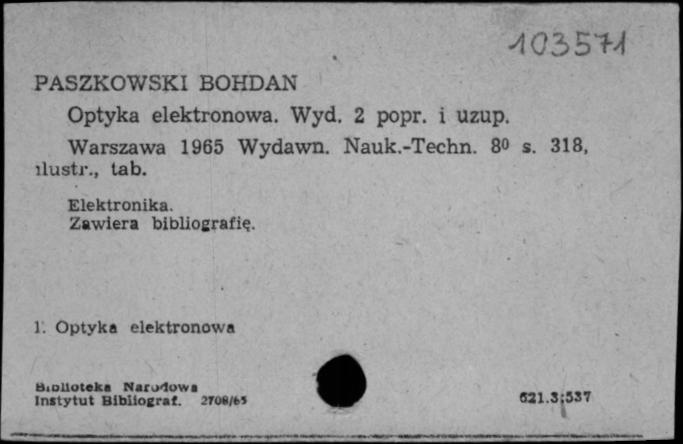 103571
PASZKOWSKI BOHDAN
Optyka elektronowa. Wyd. 2 popr. i uzup.
Warszawa 1965 Wydawn. Nauk.-Techn. 8⁰ s. 318,
ilustr., tab.
Elektronika.
Zawiera bibliografię.
1. Optyka elektronowa
Biblioteka Narodowa
Instytut Bibliograf. 2708/65
621.3:537